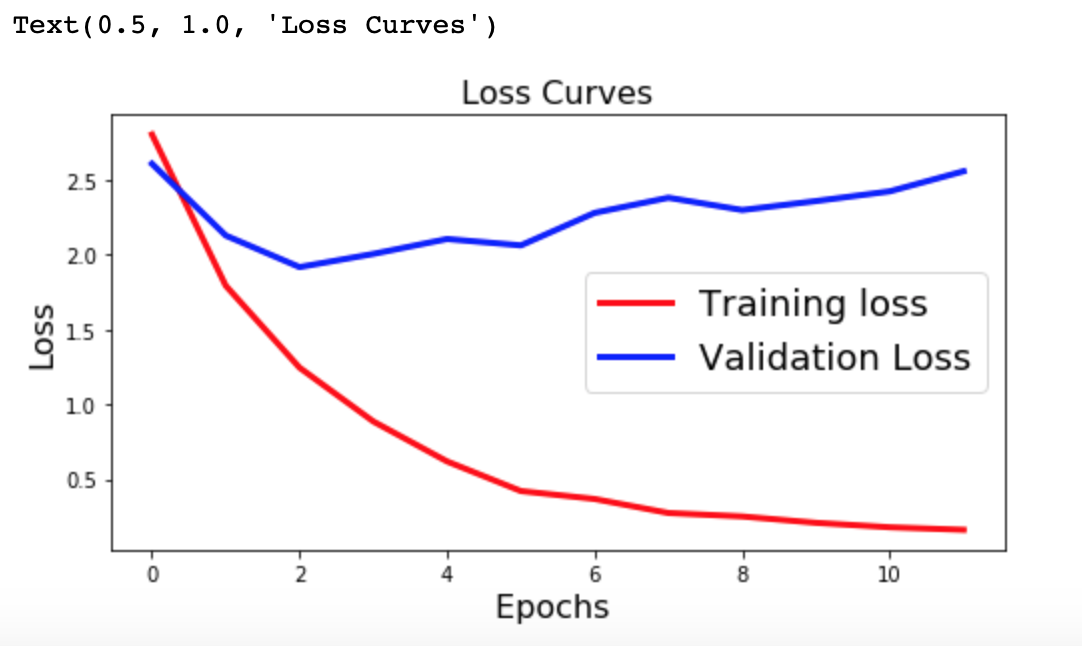 Text(0.5, 1.0, 'Loss Curves')
Loss Curves
2.5
2.0
1.5
1.0
0.5
Loss
Training loss
Validation Loss
0 2 4 6 8 10
Epochs